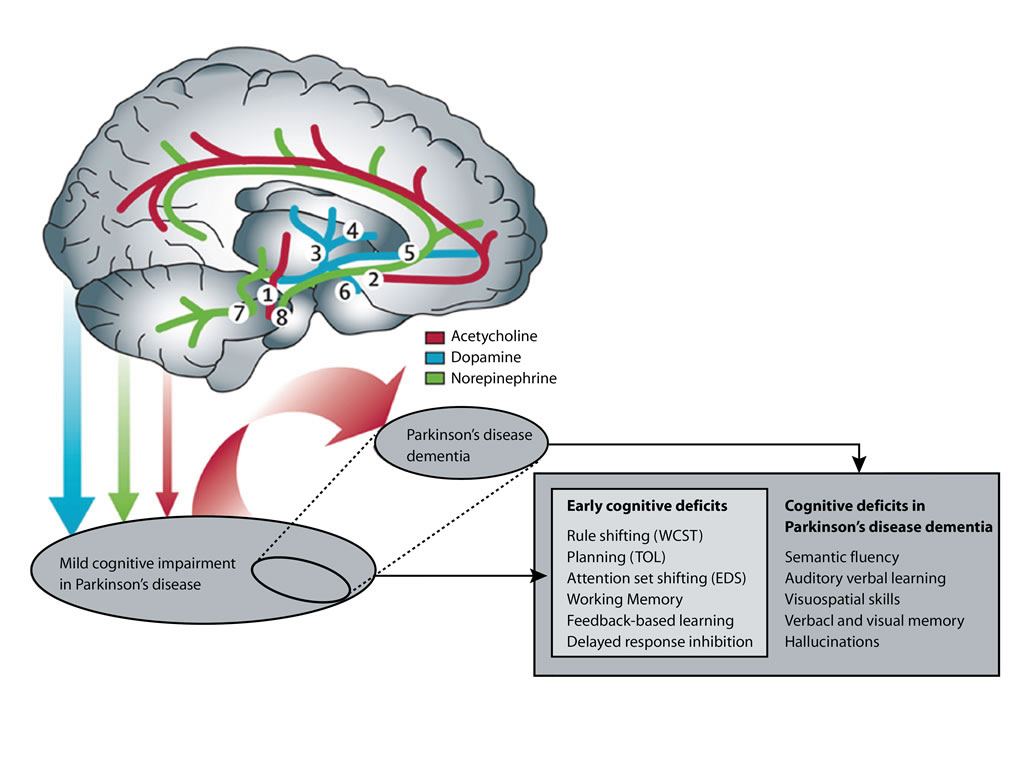 4
3
5
2
1
6
7
8
Acetycholine
Dopamine
Norepinephrine
Parkinson's disease
dementia
Mild cognitive impairment
in Parkinson's disease
Early cognitive deficits
Rule shifting (WCST)
Planning (TOL)
Attention set shifting (EDS)
Working Memory
Feedback-based learning
Delayed response inhibition
Cognitive deficits in
Parkinson's disease dementia
Semantic fluency
Auditory verbal learning
Visuospatial skills
Verbacl and visual memory
Hallucinations